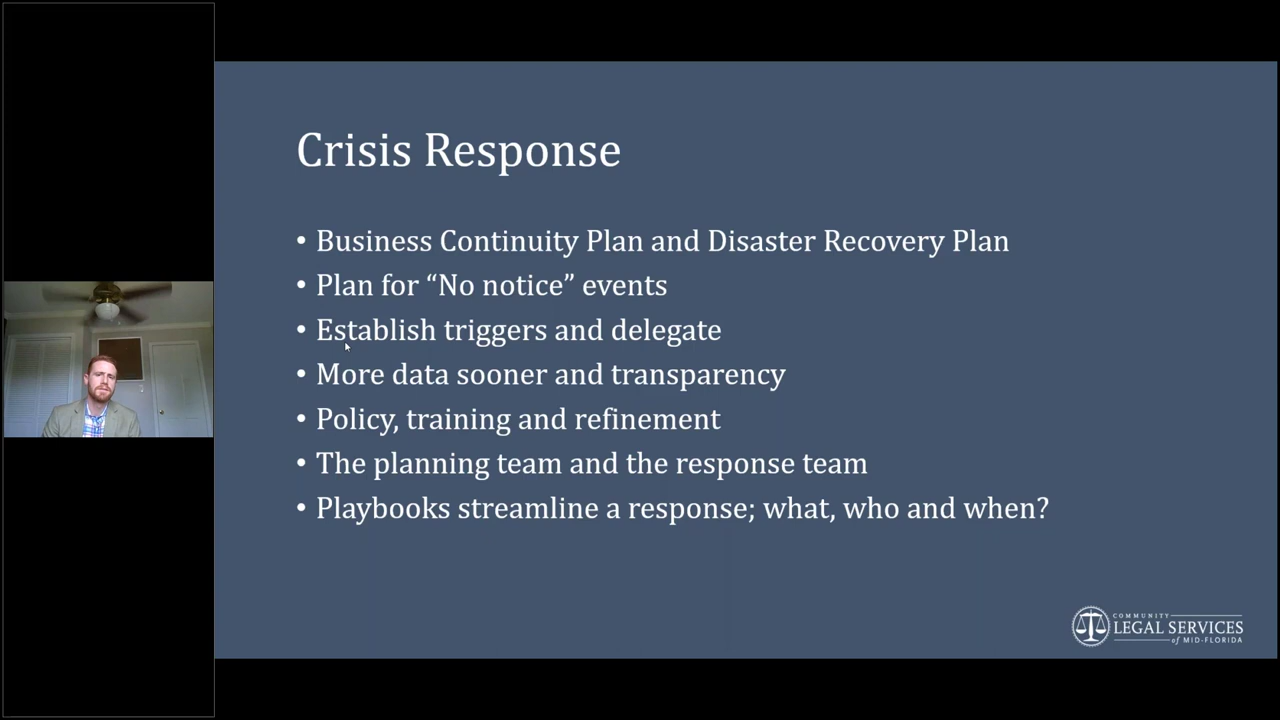 Crisis Response
• Business Continuity Plan and Disaster Recovery Plan
• Plan for “No notice” events
• Establish triggers and delegate
• More data sooner and transparency
• Policy, training and refinement
• The planning team and the response team
• Playbooks streamline a response; what, who and when?
COMMUNITY
LEGAL SERVICES
of MID-FLORIDA